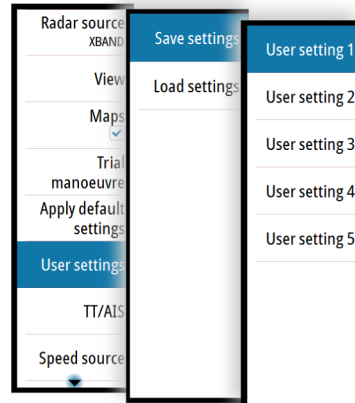 Radar source
XBAND
View
Maps
Trial
manoeuvre
Apply default
settings
User settings
TT/AIS
Speed source
Save settings
Load settings
User setting 1
User setting 2
User setting 3
User setting 4
User setting 5